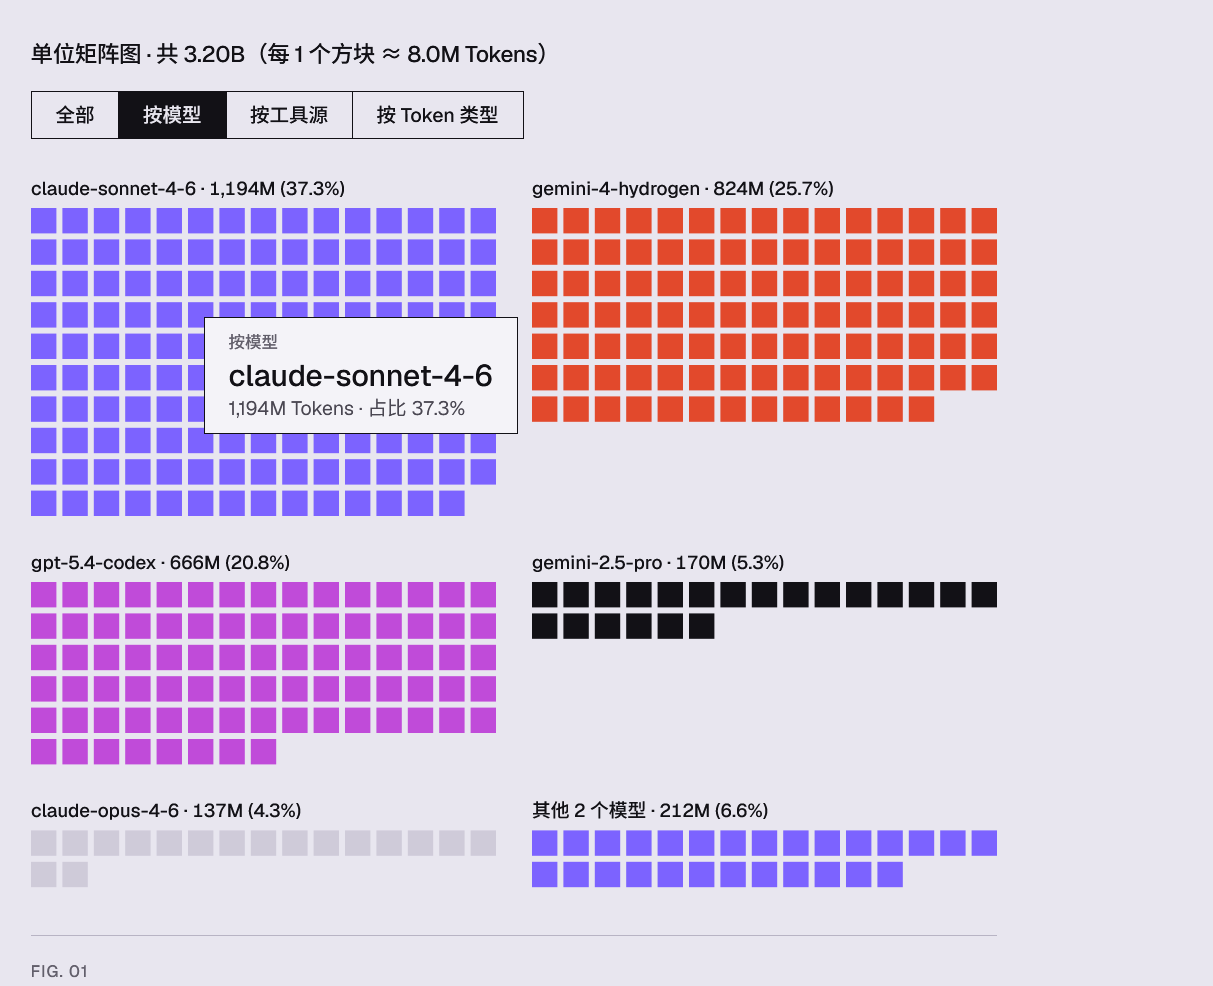 单位矩阵图 · 共 3.20B（每 1 个方块 ≈ 8.0M Tokens）
全部 按模型 按工具源 按 Token 类型
claude-sonnet-4-6 · 1,194M (37.3%)
gemini-4-hydrogen · 824M (25.7%)
按模型
claude-sonnet-4-6
1,194M Tokens · 占比 37.3%
gpt-5.4-codex · 666M (20.8%)
gemini-2.5-pro · 170M (5.3%)
claude-opus-4-6 · 137M (4.3%)
其他 2 个模型 · 212M (6.6%)
FIG. 01